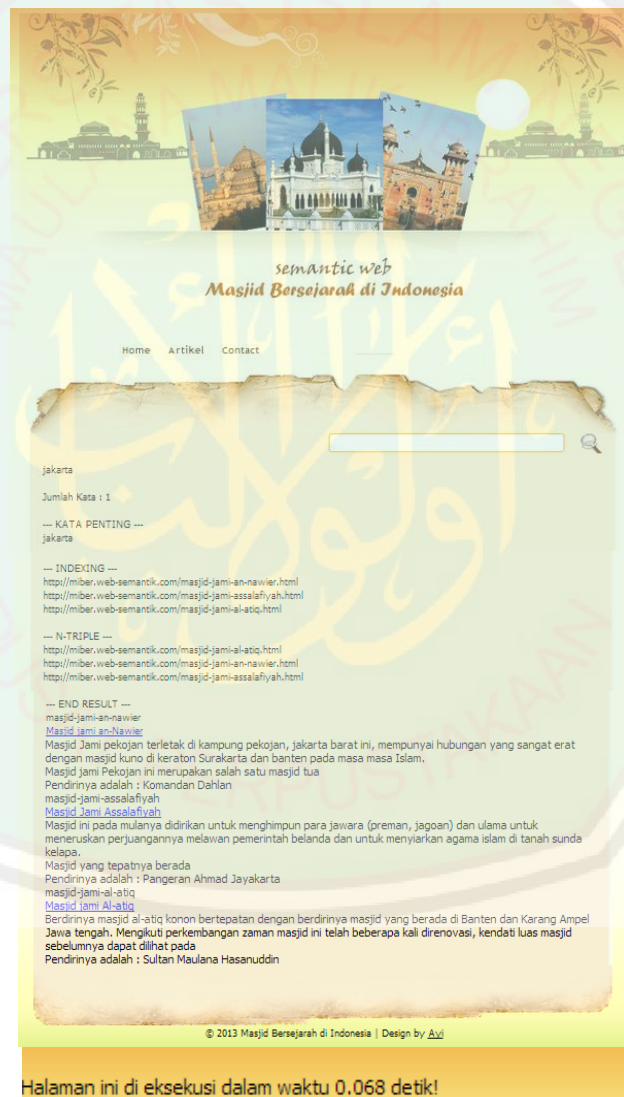 semantic web
Masjid Bersejarah di Indonesia
Home Artikel Contact
jakarta
Jumlah Kata : 1
--- KATA PENTING ---
jakarta
--- INDEXING ---
http://miber.web-semantik.com/masjid-jami-an-nawier.html
http://miber.web-semantik.com/masjid-jami-assalafiyah.html
http://miber.web-semantik.com/masjid-jami-al-atiq.html
--- N-TRIPLE ---
http://miber.web-semantik.com/masjid-jami-al-atiq.html
http://miber.web-semantik.com/masjid-jami-an-nawier.html
http://miber.web-semantik.com/masjid-jami-assalafiyah.html
--- END RESULT ---
masjid-jami-an-nawier
Masjid jami an-Nawier
Masjid Jami pekojan terletak di kampung pekojan, jakarta barat ini, mempunyai hubungan yang sangat erat
dengan masjid kuno di keraton Surakarta dan banten pada masa masa Islam.
Masjid jami Pekojan ini merupakan salah satu masjid tua
Pendirinya adalah : Komandan Dahlan
masjid-jami-assalafiyah
Masjid Jami Assalafiyah
Masjid ini pada mulanya didirikan untuk menghimpun para jawara (preman, jagoan) dan ulama untuk
meneruskan perjuangannya melawan pemerintah belanda dan untuk menyiarkan agama islam di tanah sunda
kelapa.
Masjid yang tepatnya berada
Pendirinya adalah : Pangeran Ahmad Jayakarta
masjid-jami-al-atiq
Masjid jami Al-atiq
Berdirinya masjid al-atiq konon bertepatan dengan berdirinya masjid yang berada di Banten dan Karang Ampel
Jawa tengah. Mengikuti perkembangan zaman masjid ini telah beberapa kali direnovasi, kendati luas masjid
sebelumnya dapat dilihat pada
Pendirinya adalah : Sultan Maulana Hasanuddin
© 2013 Masjid Bersejarah di Indonesia | Design by Avi
Halaman ini di eksekusi dalam waktu 0.068 detik!